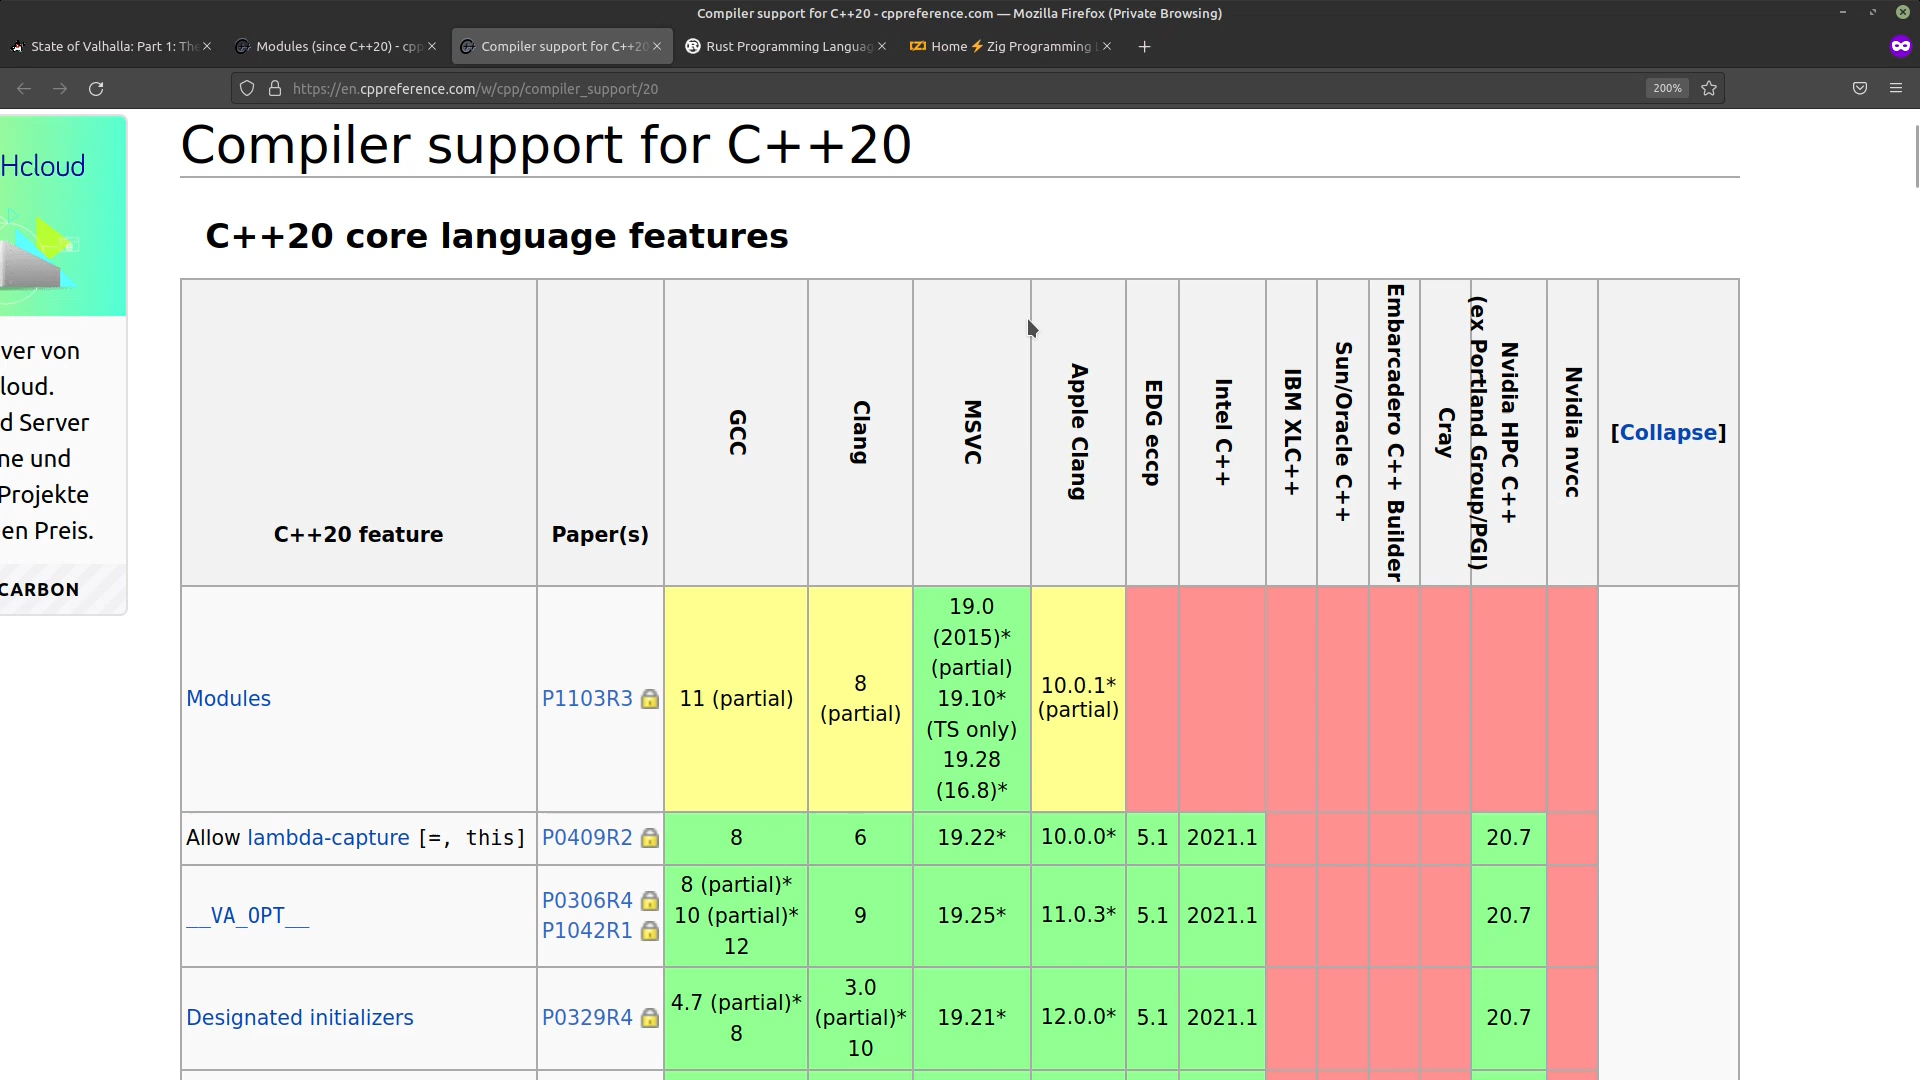 Compiler support for C++20 - cppreference.com — Mozilla Firefox (Private Browsing)
State of Valhalla: Part 1: The
Modules (since C++20) - cpp
Compiler support for C++20
Rust Programming Languag
Home ⚡ Zig Programming L
https://en.cppreference.com/w/cpp/compiler_support/20
200%
Compiler support for C++20
Hcloud
ver von
loud.
d Server
ne und
Projekte
en Preis.
CARBON
C++20 core language features
C++20 feature
Paper(s)
GCC
Clang
MSVC
Apple Clang
EDG eccp
Intel C++
IBM XLC++
Sun/Oracle C++
Embarcadero C++ Builder
Cray
Nvidia HPC C++
(ex Portland Group/PGI)
Nvidia nvcc
[Collapse]
Modules
P1103R3
11 (partial)
8
(partial)
19.0
(2015)*
(partial)
19.10*
(TS only)
19.28
(16.8)*
10.0.1*
(partial)
Allow lambda-capture [=, this]
P0409R2
8
6
19.22*
10.0.0*
5.1
2021.1
20.7
__VA_OPT__
P0306R4
P1042R1
8 (partial)*
10 (partial)*
12
9
19.25*
11.0.3*
5.1
2021.1
20.7
Designated initializers
P0329R4
4.7 (partial)*
8
3.0
(partial)*
10
19.21*
12.0.0*
5.1
2021.1
20.7